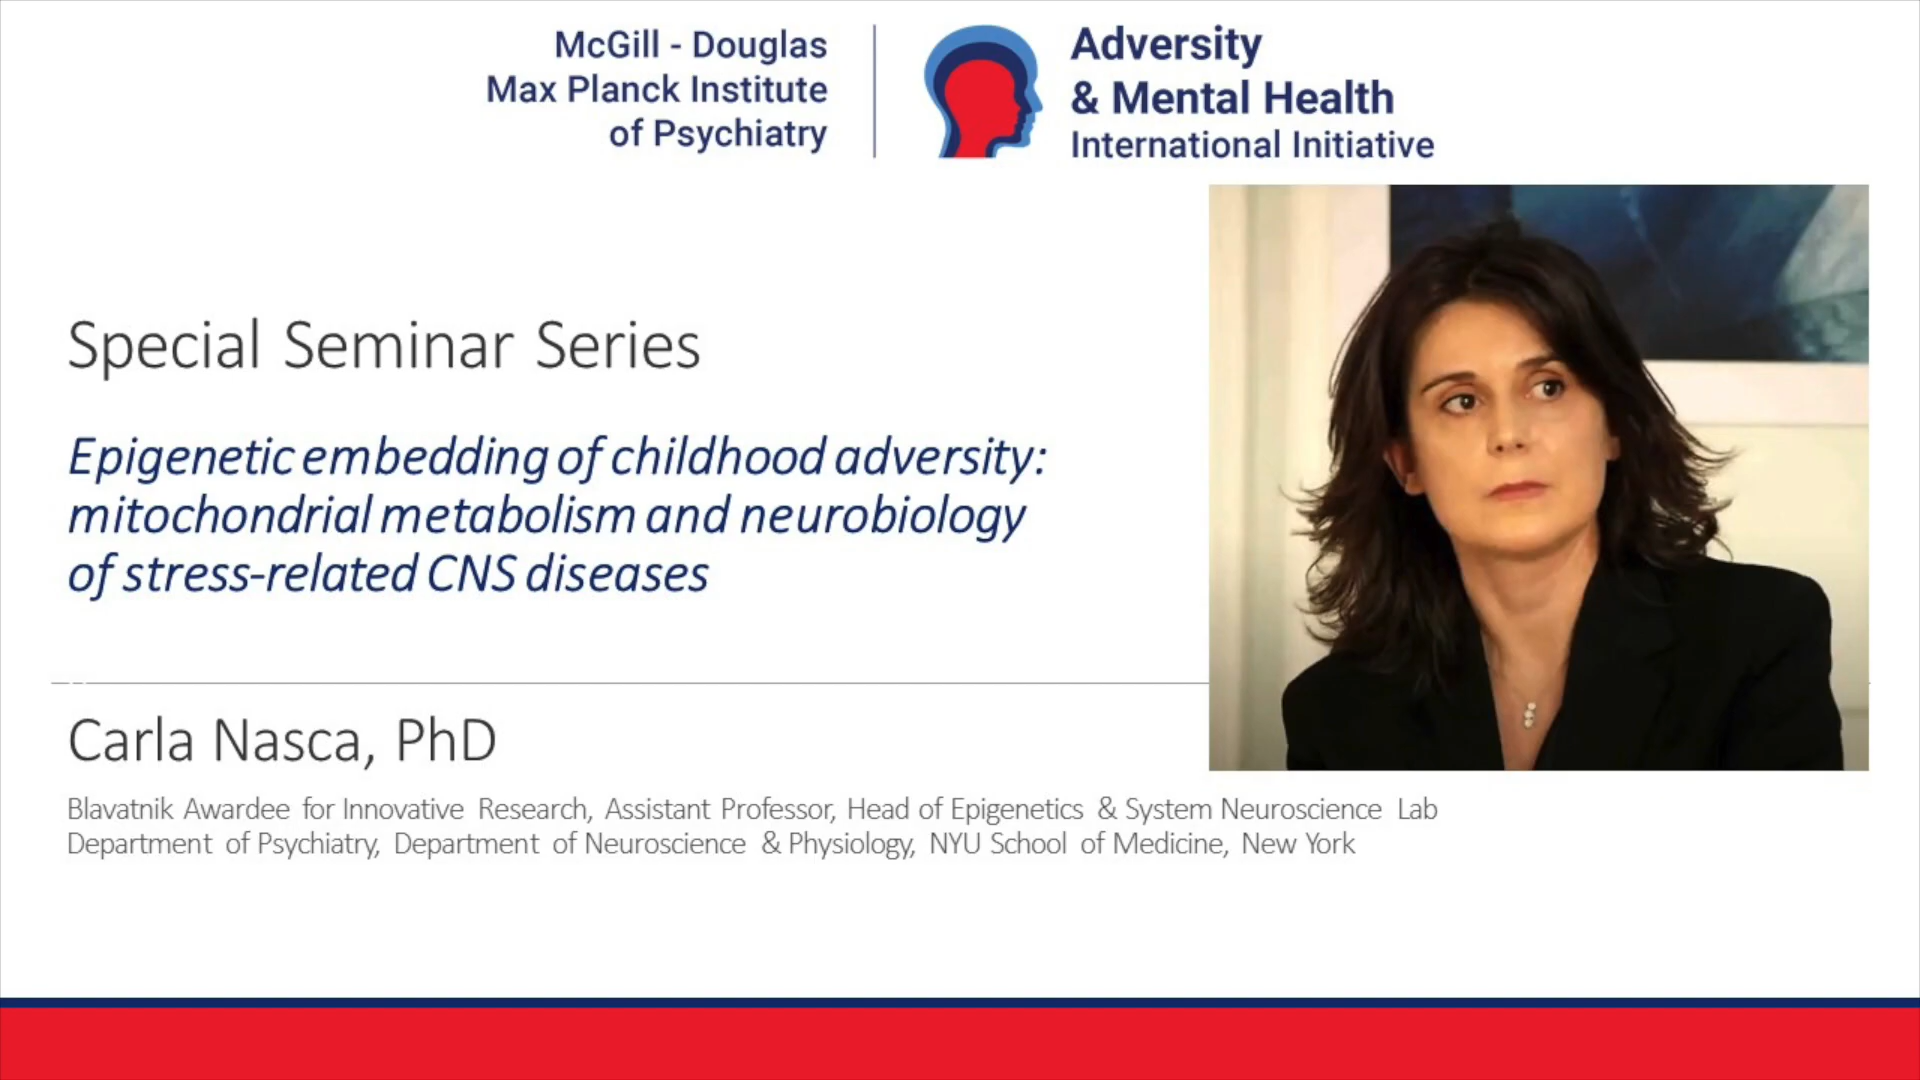 McGill - Douglas
Max Planck Institute
of Psychiatry
Adversity
& Mental Health
International Initiative
Special Seminar Series
Epigenetic embedding of childhood adversity:
mitochondrial metabolism and neurobiology
of stress-related CNS diseases
Carla Nasca, PhD
Blavatnik Awardee for Innovative Research, Assistant Professor, Head of Epigenetics & System Neuroscience Lab
Department of Psychiatry, Department of Neuroscience & Physiology, NYU School of Medicine, New York